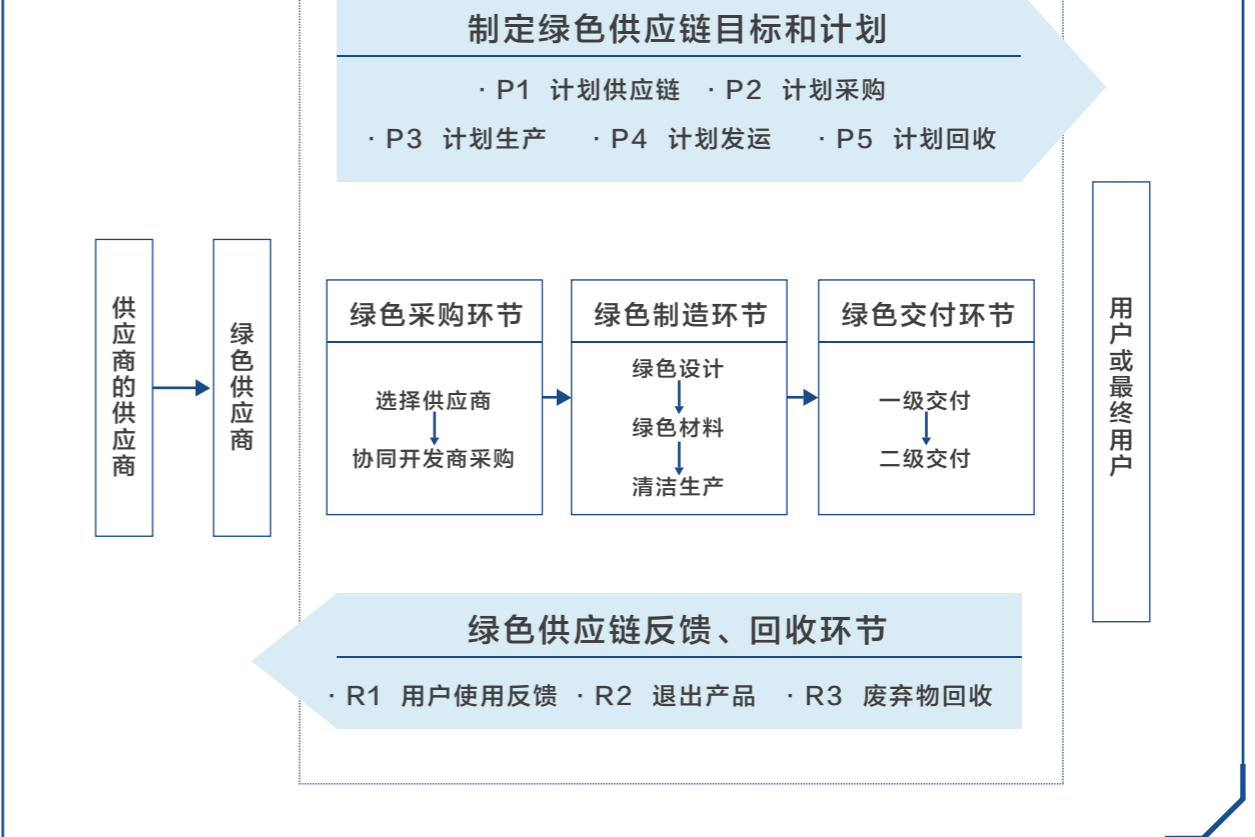 制定绿色供应链目标和计划
· P1 计划供应链 · P2 计划采购
· P3 计划生产 · P4 计划发运 · P5 计划回收
供应商的供应商
绿色供应商
绿色采购环节
选择供应商
协同开发商采购
绿色制造环节
绿色设计
绿色材料
清洁生产
绿色交付环节
一级交付
二级交付
用户或最终用户
绿色供应链反馈、回收环节
· R1 用户使用反馈 · R2 退出产品 · R3 废弃物回收